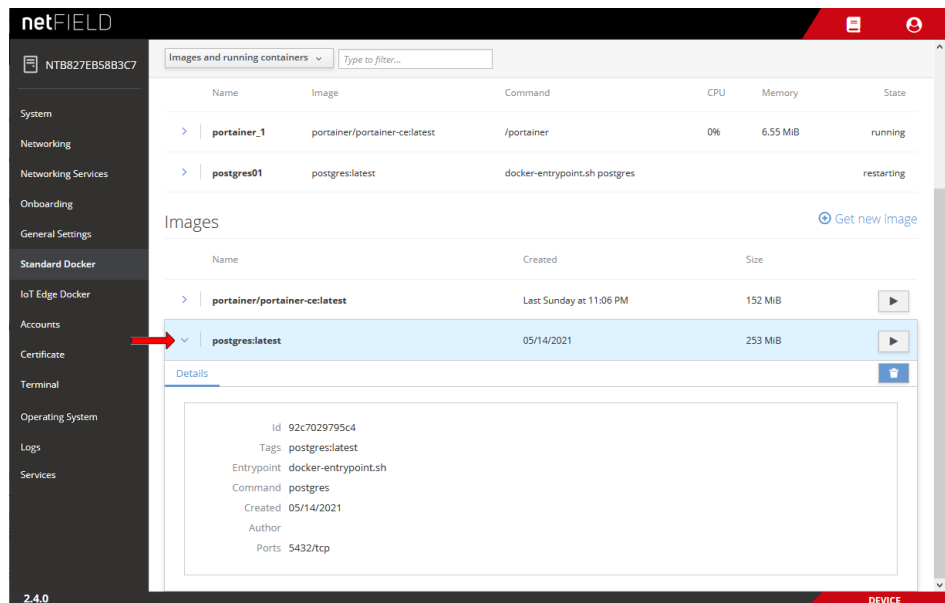 netFIELD
NTB827EB58B3C7
System
Networking
Networking Services
Onboarding
General Settings
Standard Docker
IoT Edge Docker
Accounts
Certificate
Terminal
Operating System
Logs
Services
2.4.0
Images and running containers
Type to filter...
Name Image Command CPU Memory State
portainer_1 portainer/portainer-ce:latest /portainer 0% 6.55 MiB running
postgres01 postgres:latest docker-entrypoint.sh postgres restarting
Images
Get new image
Name Created Size
portainer/portainer-ce:latest Last Sunday at 11:06 PM 152 MiB
postgres:latest 05/14/2021 253 MiB
Details
Id 92c7029795c4
Tags postgres:latest
Entrypoint docker-entrypoint.sh
Command postgres
Created 05/14/2021
Author
Ports 5432/tcp
DEVICE